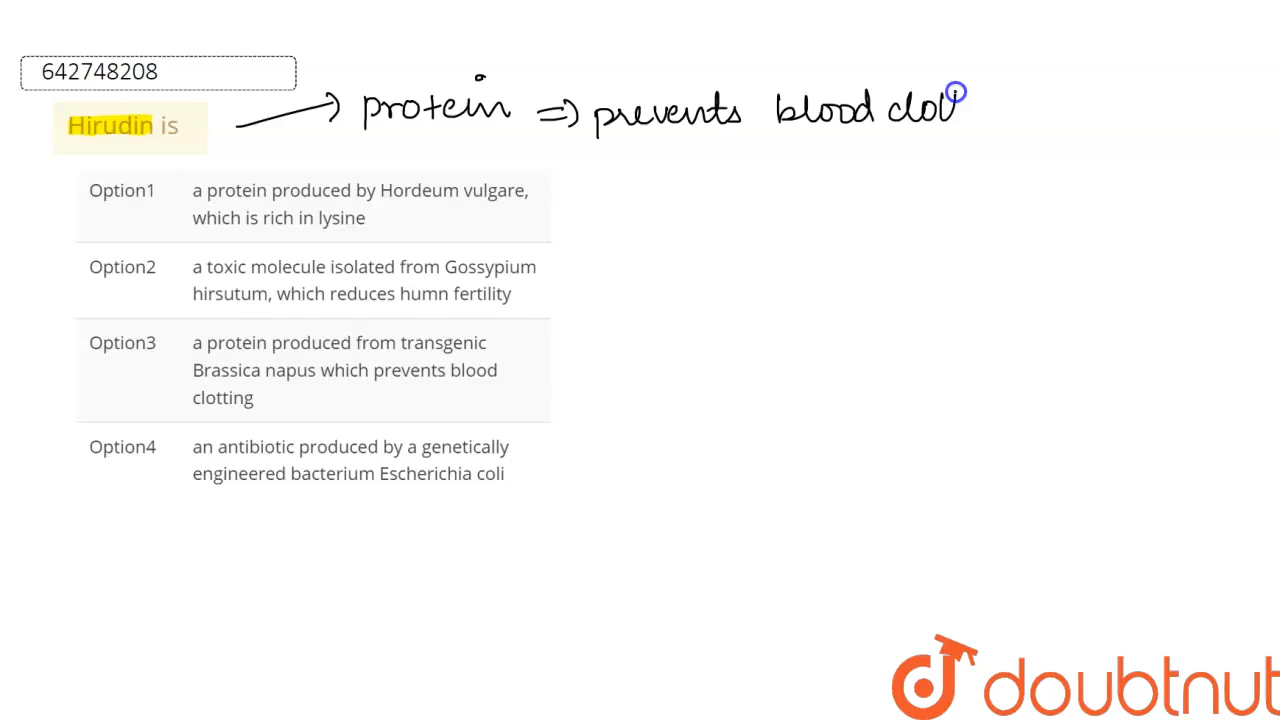 642748208
Hirudin is → protein ⇒ prevents blood clot
Option1 a protein produced by Hordeum vulgare,
which is rich in lysine
Option2 a toxic molecule isolated from Gossypium
hirsutum, which reduces humn fertility
Option3 a protein produced from transgenic
Brassica napus which prevents blood
clotting
Option4 an antibiotic produced by a genetically
engineered bacterium Escherichia coli
doubtnut